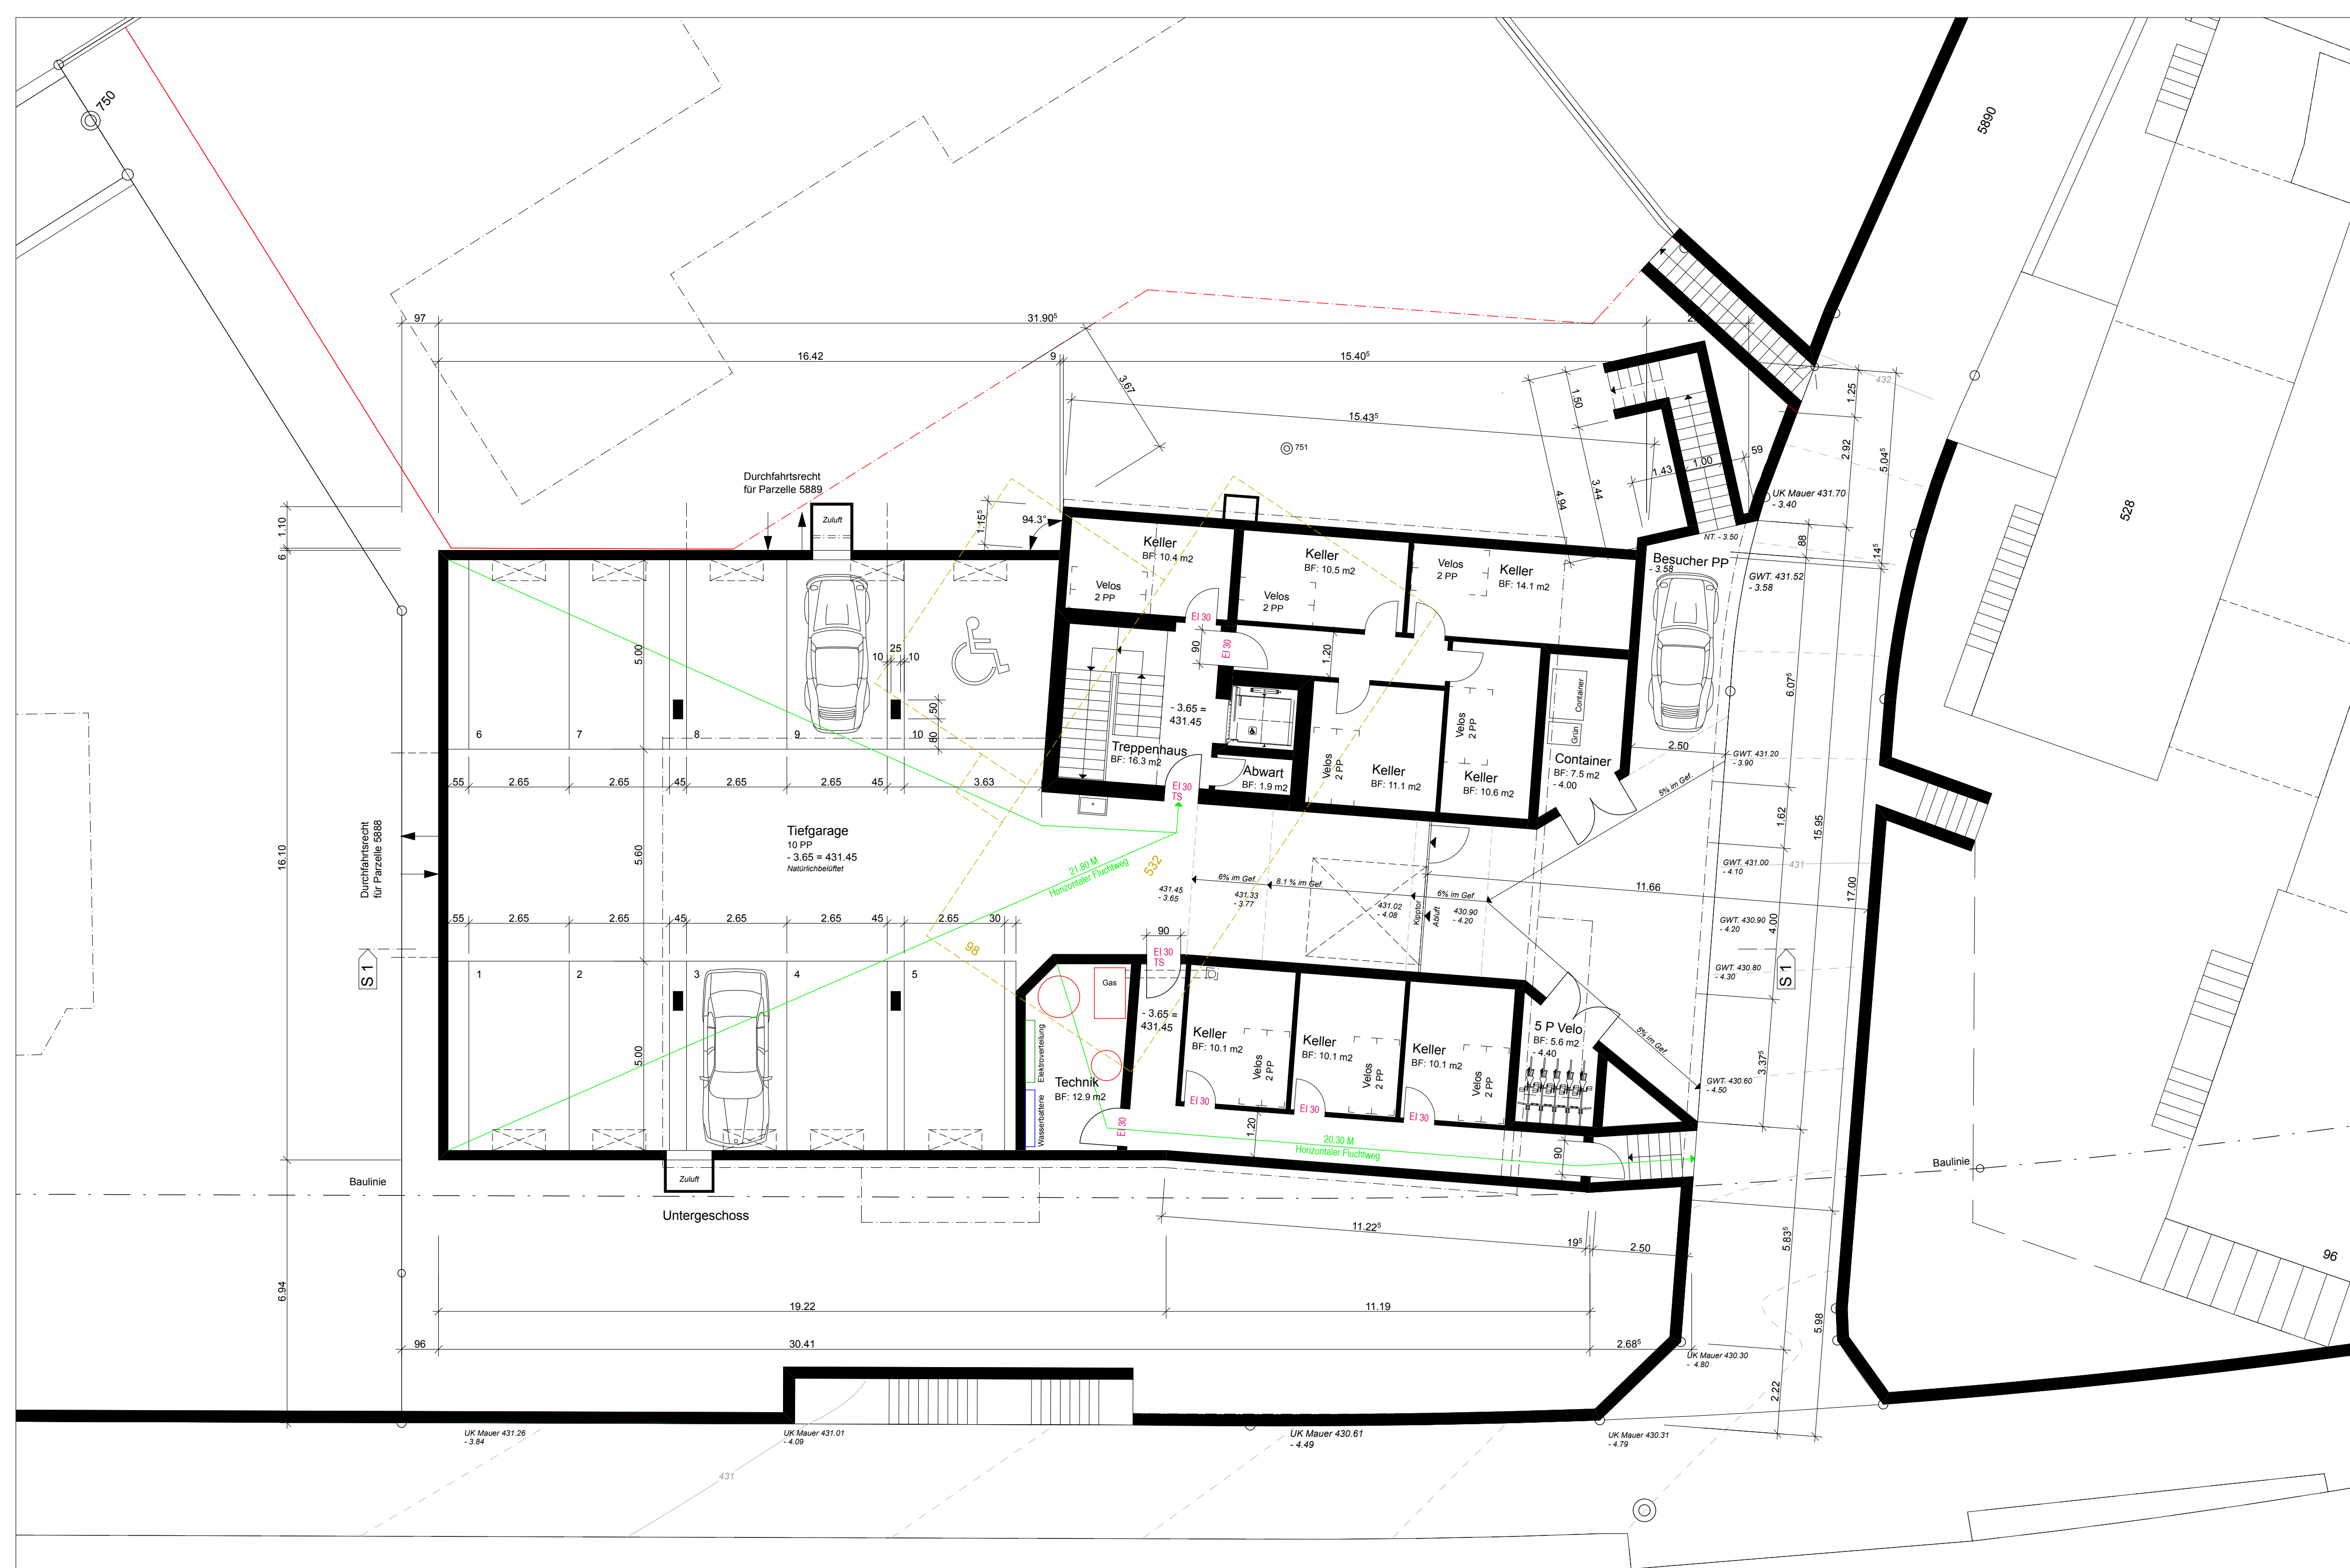 750
5890
528
96
432
97
31.90⁵
16.42
9
15.40⁵
3.67
15.43⁵
751
1.50
4.94
3.44
1.43
1.00
59
1.25
2.92
5.04⁵
UK Mauer 431.70
- 3.40
88
14⁵
NT. - 3.50
Durchfahrtsrecht
für Parzelle 5889
Zuluft
1.15⁵
94.3°
1.10
6
16.10
6.94
Keller
BF: 10.4 m2
Velos
2 PP
Keller
BF: 10.5 m2
Velos
2 PP
Velos
2 PP
Keller
BF: 14.1 m2
Besucher PP
- 3.58
GWT. 431.52
- 3.58
EI 30
EI 30
90
1.20
5.00
10
25
10
50
80
6
7
8
9
10
- 3.65 =
431.45
Treppenhaus
BF: 16.3 m2
EI 30
TS
Abwart
BF: 1.9 m2
Velos
2 PP
Keller
BF: 11.1 m2
Velos
2 PP
Keller
BF: 10.6 m2
Container
Grün
Container
BF: 7.5 m2
- 4.00
2.50
GWT. 431.20
- 3.90
5% im Gef.
6.07⁵
1.62
15.95
17.00
55
2.65
2.65
45
2.65
2.65
45
3.63
Durchfahrtsrecht
für Parzelle 5888
Tiefgarage
10 PP
- 3.65 = 431.45
Natürlichbelüftet
5.60
21.80 M
Horizontaler Fluchtweg
532
98
431.45
- 3.65
6% im Gef.
431.33
- 3.77
8.1 % im Gef.
431.02
- 4.08
Kipptor
Abluft
6% im Gef.
430.90
- 4.20
11.66
GWT. 431.00
- 4.10
431
GWT. 430.90
- 4.20
4.00
GWT. 430.80
- 4.30
55
2.65
2.65
45
2.65
2.65
45
2.65
30
S 1
S 1
1
2
3
4
5
5.00
90
EI 30
TS
Gas
- 3.65 =
431.45
Elektroverteilung
Wasserbatterie
Technik
BF: 12.9 m2
EI 30
Keller
BF: 10.1 m2
Velos
2 PP
Keller
BF: 10.1 m2
Velos
2 PP
Keller
BF: 10.1 m2
Velos
2 PP
EI 30
EI 30
EI 30
5 P Velo
BF: 5.6 m2
- 4.40
5% im Gef
3.37⁵
GWT. 430.60
- 4.50
1.20
20.30 M
Horizontaler Fluchtweg
90
Baulinie
Baulinie
Zuluft
Untergeschoss
11.22⁵
19⁵
2.50
5.83⁵
5.98
19.22
11.19
96
30.41
2.68⁵
UK Mauer 430.30
- 4.80
2.22
UK Mauer 431.26
- 3.84
UK Mauer 431.01
- 4.09
UK Mauer 430.61
- 4.49
UK Mauer 430.31
- 4.79
431